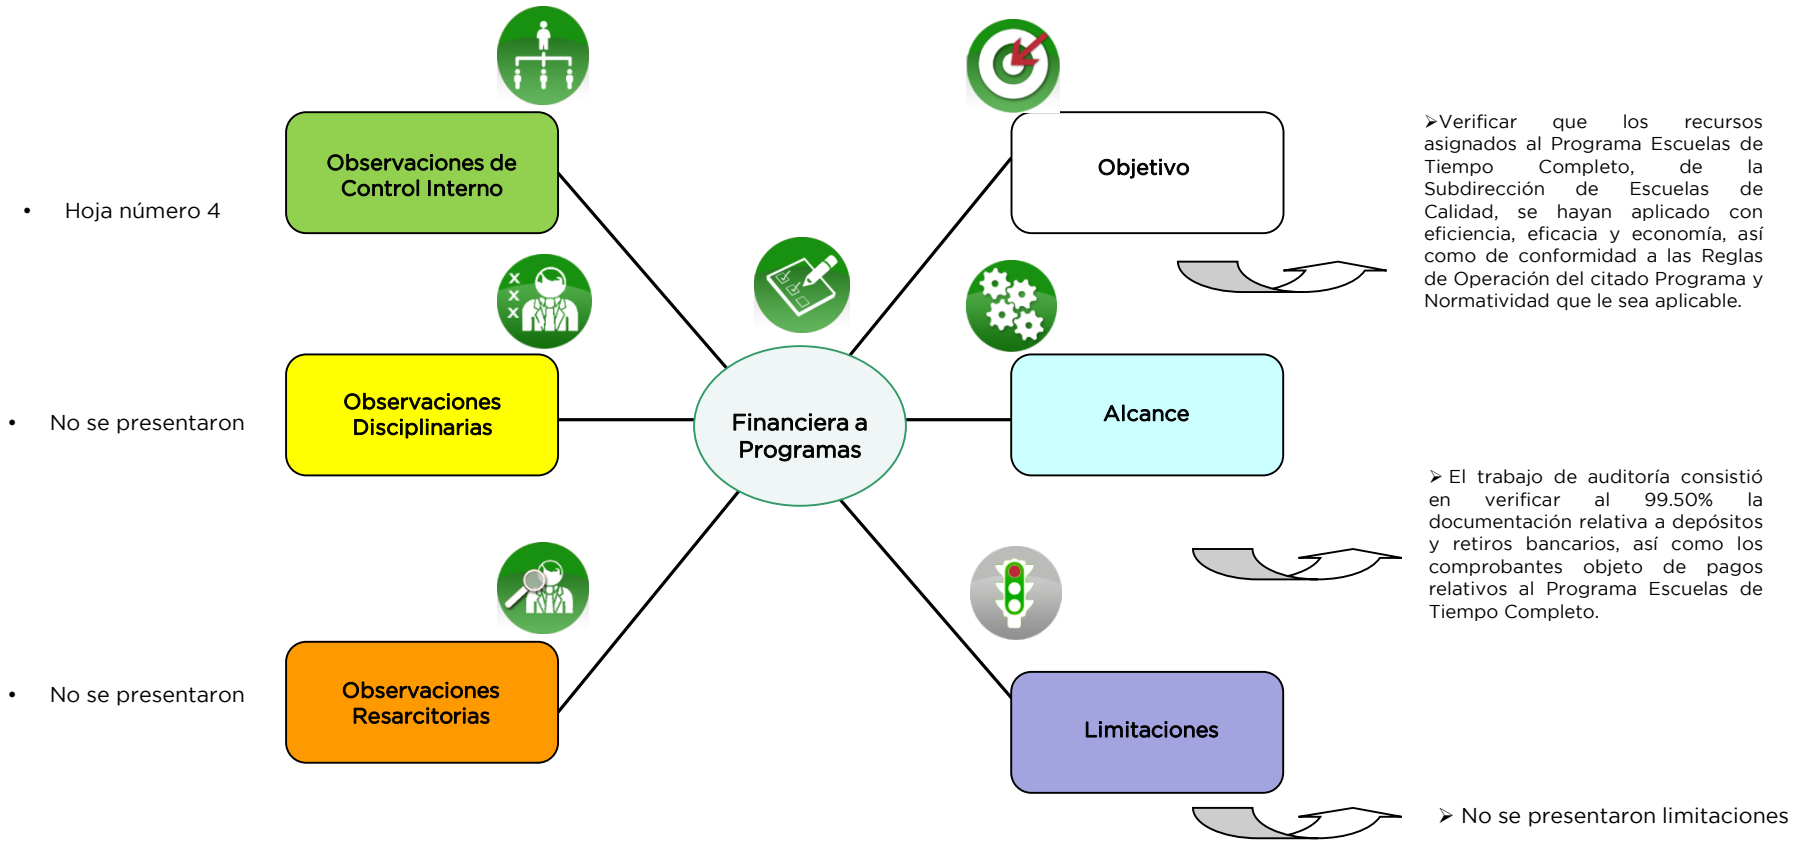 Observaciones de
Control Interno
• Hoja número 4
Observaciones
Disciplinarias
• No se presentaron
Observaciones
Resarcitorias
• No se presentaron
X
X
X
Financiera a
Programas
Objetivo
➢Verificar que los recursos
asignados al Programa Escuelas de
Tiempo Completo, de la
Subdirección de Escuelas de
Calidad, se hayan aplicado con
eficiencia, eficacia y economía, así
como de conformidad a las Reglas
de Operación del citado Programa y
Normatividad que le sea aplicable.
Alcance
➢ El trabajo de auditoría consistió
en verificar al 99.50% la
documentación relativa a depósitos
y retiros bancarios, así como los
comprobantes objeto de pagos
relativos al Programa Escuelas de
Tiempo Completo.
Limitaciones
➢ No se presentaron limitaciones